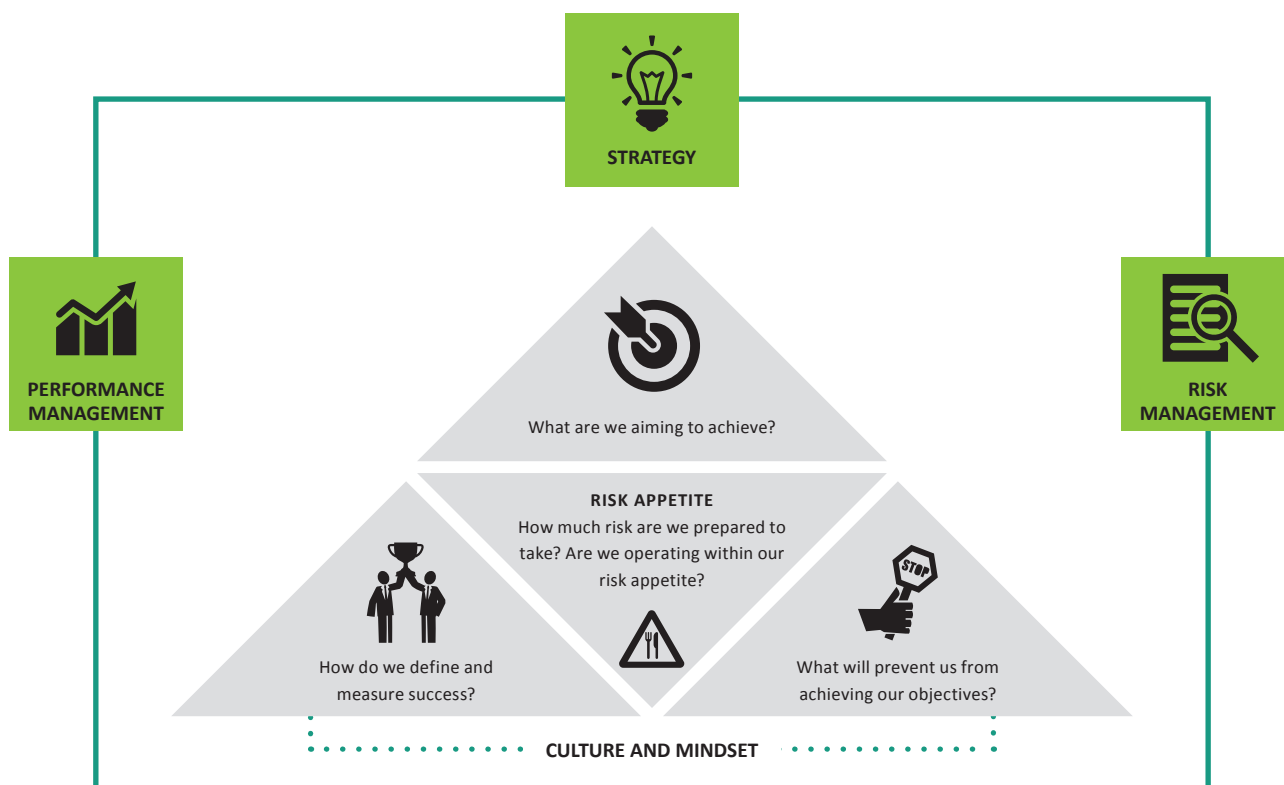 STRATEGY
PERFORMANCE
MANAGEMENT
RISK
MANAGEMENT
What are we aiming to achieve?
RISK APPETITE
How much risk are we prepared to
take? Are we operating within our
risk appetite?
STOP
How do we define and
measure success?
What will prevent us from
achieving our objectives?
CULTURE AND MINDSET